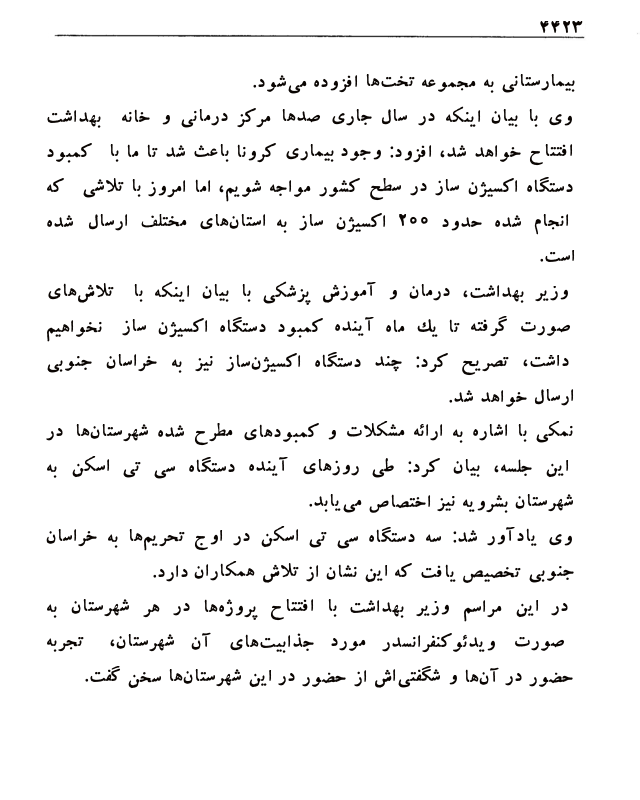 ۴۴۲۳
بیمارستانی به مجموعه تخت‌ها افزوده می‌شود.
وی با بیان اینکه در سال جاری صدها مرکز درمانی و خانه بهداشت
افتتاح خواهد شد، افزود: وجود بیماری کرونا باعث شد تا ما با کمبود
دستگاه اکسیژن ساز در سطح کشور مواجه شویم، اما امروز با تلاشی که
انجام شده حدود ۲۰۰ اکسیژن ساز به استان‌های مختلف ارسال شده
است.
وزیر بهداشت، درمان و آموزش پزشکی با بیان اینکه با تلاش‌های
صورت گرفته تا یك ماه آینده کمبود دستگاه اکسیژن ساز نخواهیم
داشت، تصریح کرد: چند دستگاه اکسیژن‌ساز نیز به خراسان جنوبی
ارسال خواهد شد.
نمکی با اشاره به ارائه مشکلات و کمبودهای مطرح شده شهرستان‌ها در
این جلسه، بیان کرد: طی روزهای آینده دستگاه سی تی اسکن به
شهرستان بشرویه نیز اختصاص می‌یابد.
وی یادآور شد: سه دستگاه سی تی اسکن در اوج تحریم‌ها به خراسان
جنوبی تخصیص یافت که این نشان از تلاش همکاران دارد.
در این مراسم وزیر بهداشت با افتتاح پروژه‌ها در هر شهرستان به
صورت ویدئوکنفرانسدر مورد جذابیت‌های آن شهرستان، تجربه
حضور در آن‌ها و شگفتی‌اش از حضور در این شهرستان‌ها سخن گفت.